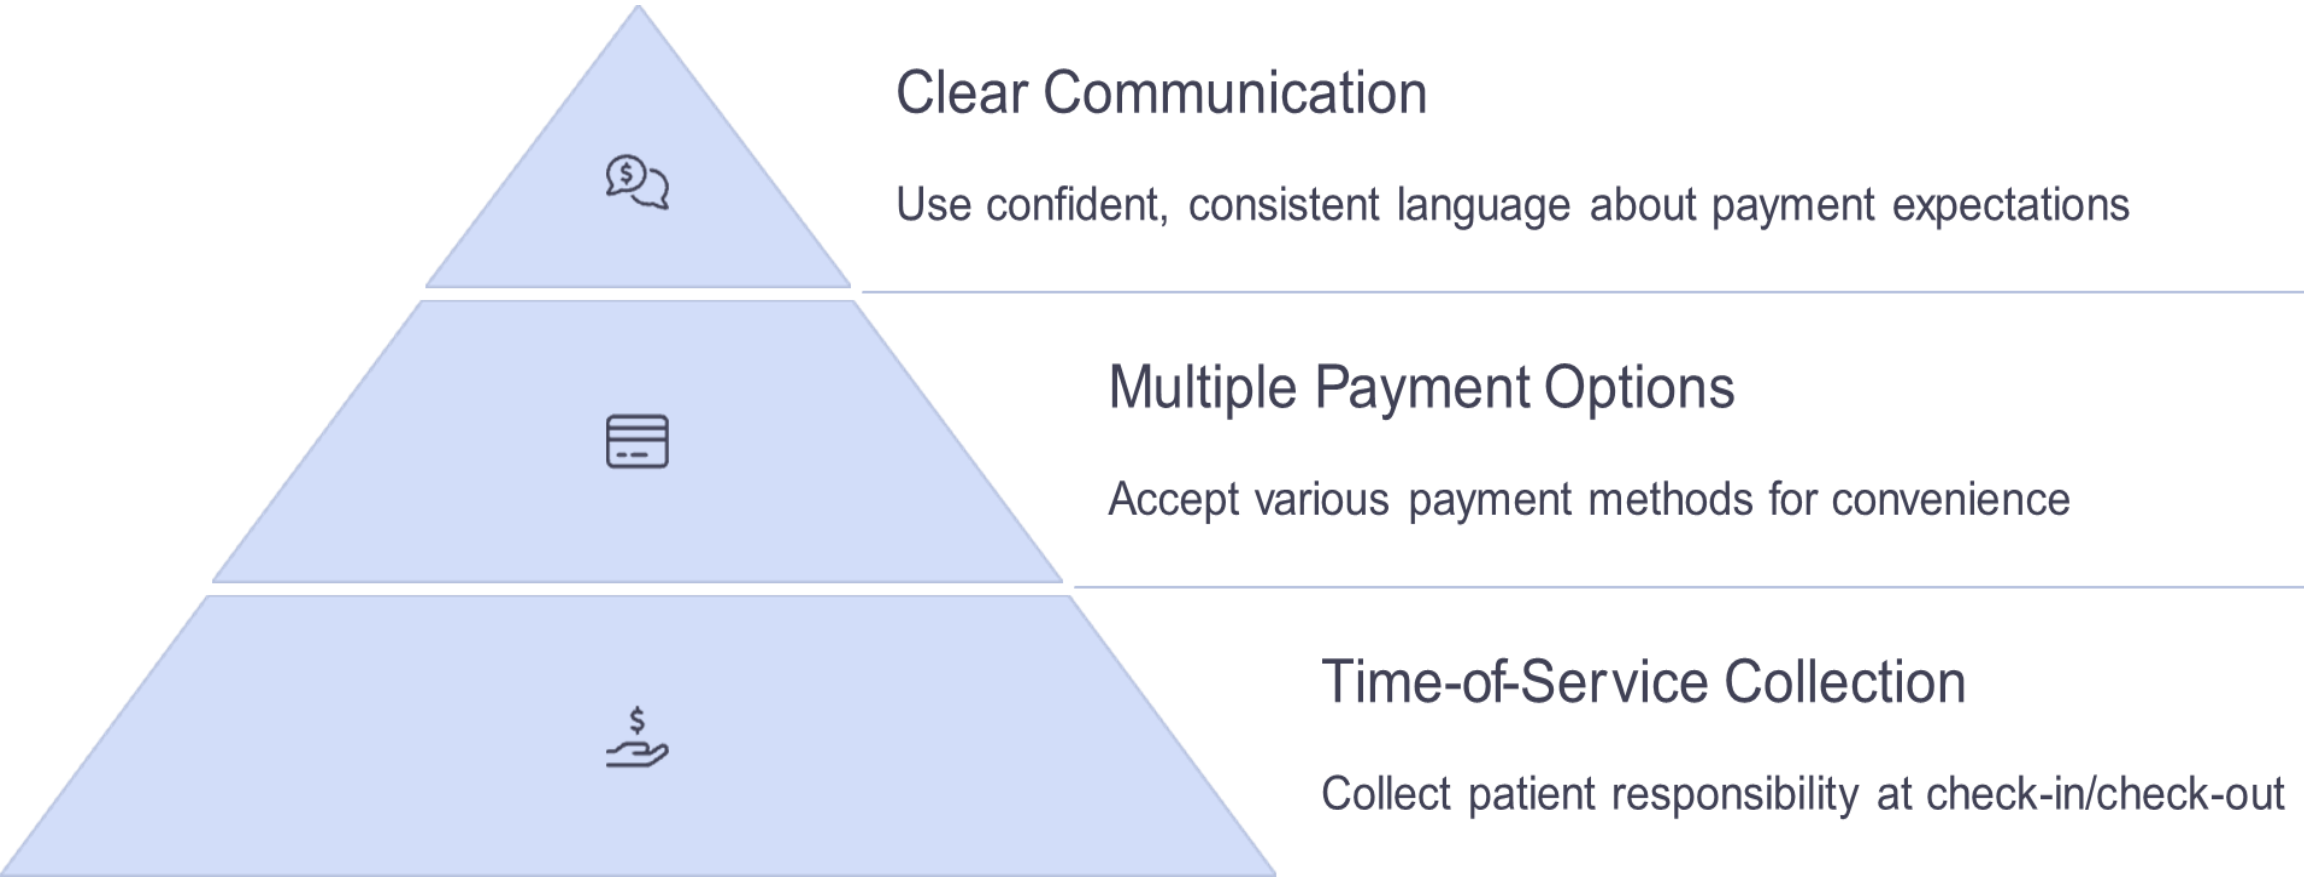 Clear Communication
Use confident, consistent language about payment expectations
Multiple Payment Options
Accept various payment methods for convenience
Time-of-Service Collection
Collect patient responsibility at check-in/check-out
$
$